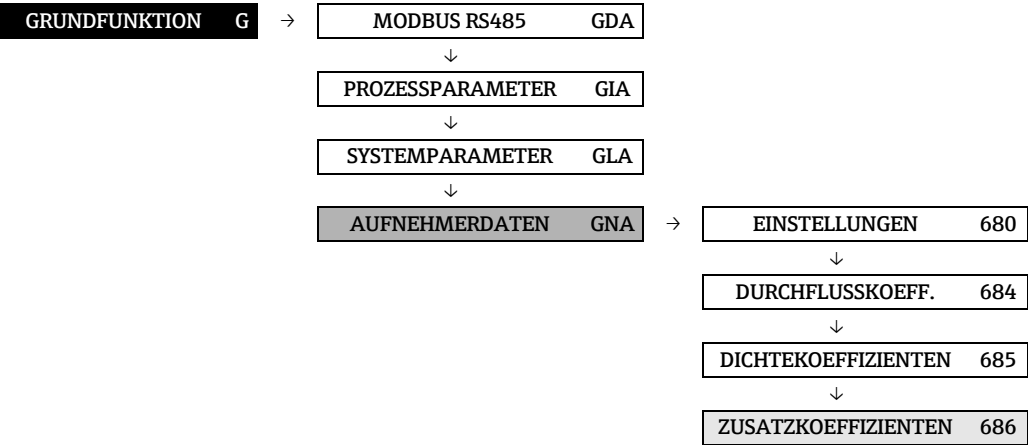 GRUNDFUNKTION G → MODBUS RS485 GDA
↓
PROZESSPARAMETER GIA
↓
SYSTEMPARAMETER GLA
↓
AUFNEHMERDATEN GNA → EINSTELLUNGEN 680
↓
DURCHFLUSSKOEFF. 684
↓
DICHTEKOEFFIZIENTEN 685
↓
ZUSATZKOEFFIZIENTEN 686